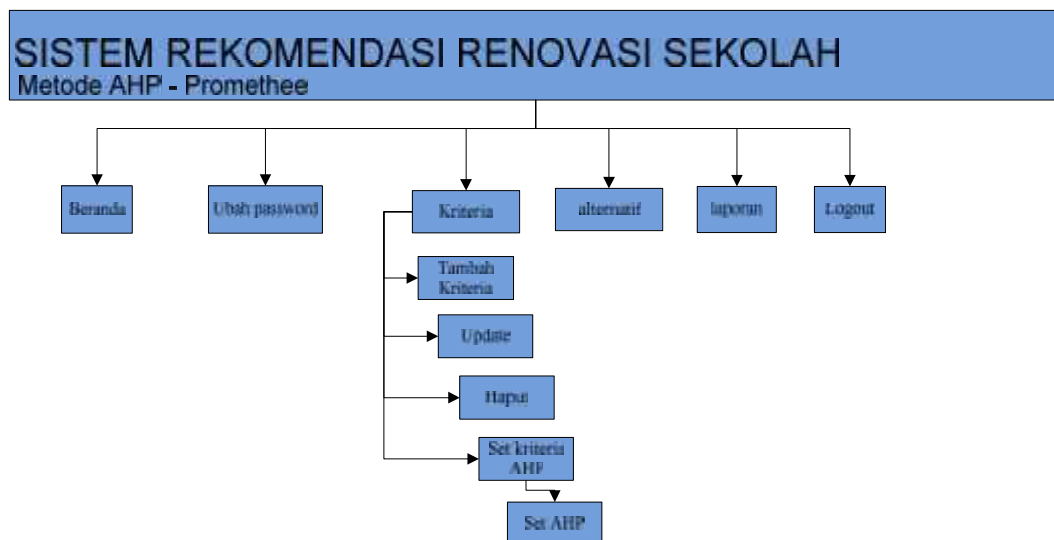 SISTEM REKOMENDASI RENOVASI SEKOLAH
Metode AHP - Promethee
Beranda
Ubah password
Kriteria
alternatif
laporan
Logout
Tambah
Kriteria
Update
Hapus
Set kriteria
AHP
Set AHP